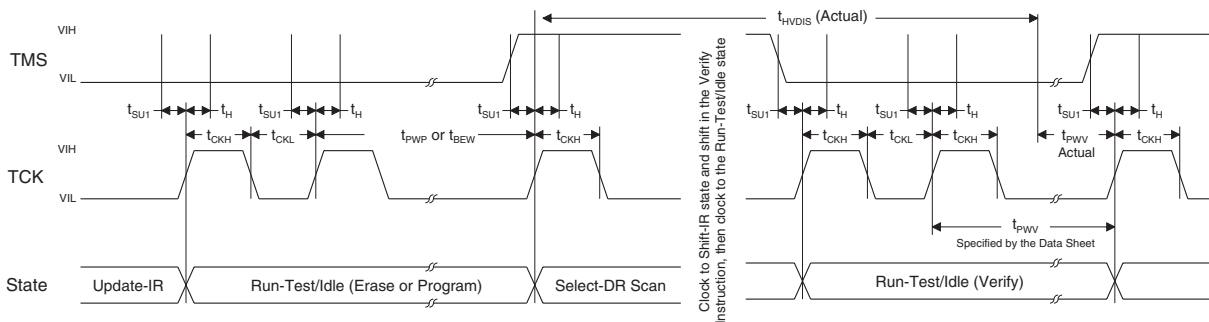 VIH
TMS
VIL
tHVDIS (Actual)
tSU1
tH
tSU1
tH
tSU1
tH
tSU1
tH
tSU1
tH
tSU1
tH
tCKH
tCKL
tPWP or tBEW
tCKH
tCKH
tCKL
tCKH
tPWV
Actual
tCKH
VIH
TCK
VIL
tPWV
Specified by the Data Sheet
Clock to Shift-IR state and shift in the Verify
Instruction, then clock to the Run-Test/Idle state
State
Update-IR
Run-Test/Idle (Erase or Program)
Select-DR Scan
Run-Test/Idle (Verify)